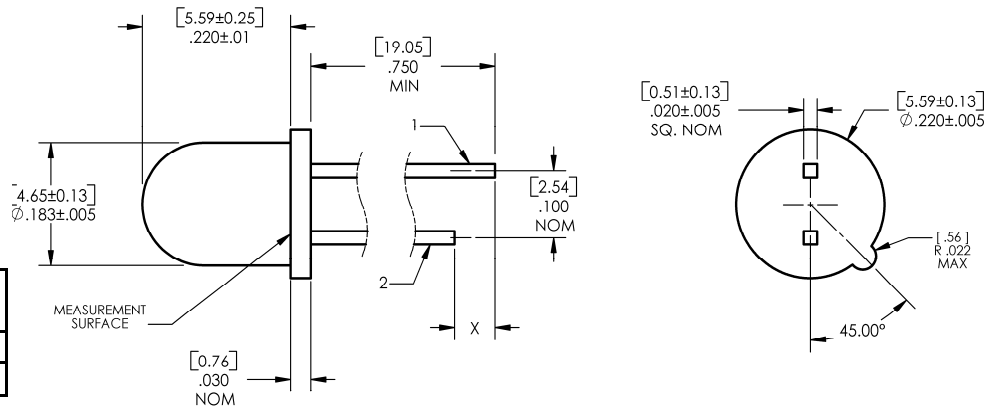 [5.59±0.25]
.220±.01
[19.05]
.750
MIN
1
[0.51±0.13]
.020±.005
SQ. NOM
[5.59±0.13]
∅.220±.005
4.65±0.13]
∅.183±.005
[2.54]
.100
NOM
[.56]
R .022
MAX
2
MEASUREMENT
SURFACE
X
45.00°
[0.76]
.030
NOM